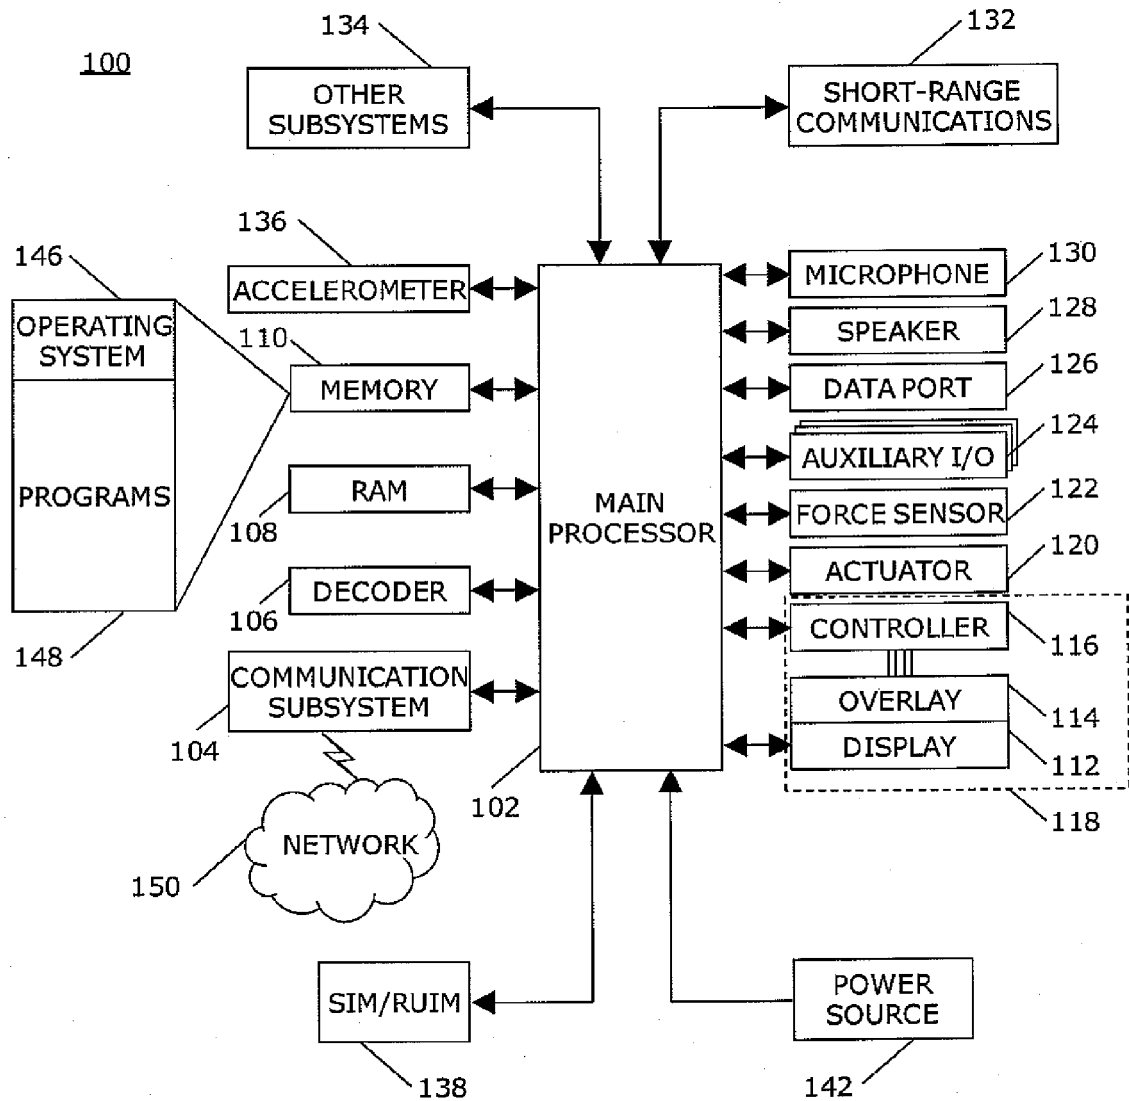 134
132
100
OTHER
SUBSYSTEMS
SHORT-RANGE
COMMUNICATIONS
136
146
ACCELEROMETER
MICROPHONE
130
OPERATING
SYSTEM
110
SPEAKER
128
MEMORY
DATA PORT
126
124
AUXILIARY I/O
PROGRAMS
RAM
MAIN
PROCESSOR
122
FORCE SENSOR
108
120
ACTUATOR
DECODER
106
CONTROLLER
116
148
COMMUNICATION
SUBSYSTEM
OVERLAY
114
104
DISPLAY
112
102
118
NETWORK
150
SIM/RUIM
POWER
SOURCE
138
142